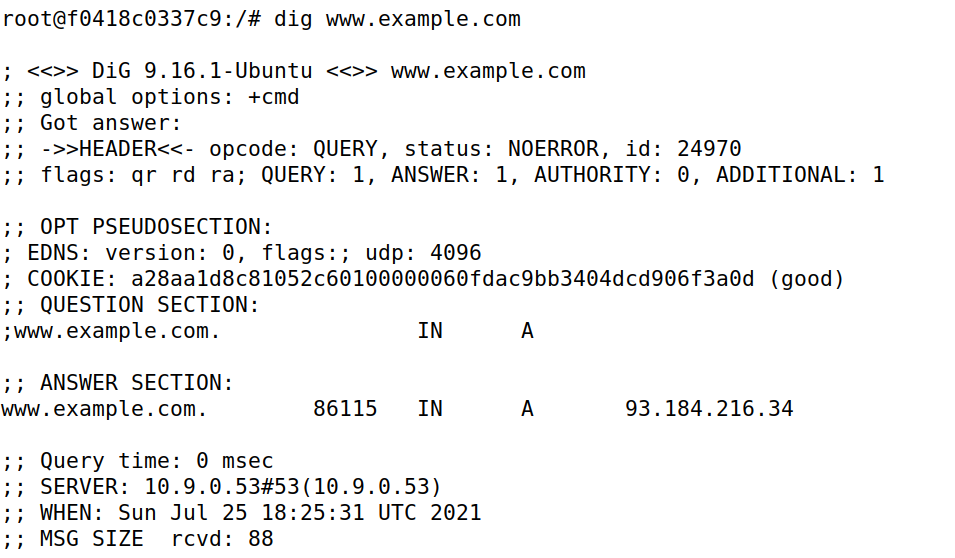 root@f0418c0337c9:/# dig www.example.com
; <<>> DiG 9.16.1-Ubuntu <<>> www.example.com
;; global options: +cmd
;; Got answer:
;; ->>HEADER<<- opcode: QUERY, status: NOERROR, id: 24970
;; flags: qr rd ra; QUERY: 1, ANSWER: 1, AUTHORITY: 0, ADDITIONAL: 1
;; OPT PSEUDOSECTION:
; EDNS: version: 0, flags:; udp: 4096
; COOKIE: a28aa1d8c81052c60100000060fdac9bb3404dcd906f3a0d (good)
;; QUESTION SECTION:
;www.example.com. IN A
;; ANSWER SECTION:
www.example.com. 86115 IN A 93.184.216.34
;; Query time: 0 msec
;; SERVER: 10.9.0.53#53(10.9.0.53)
;; WHEN: Sun Jul 25 18:25:31 UTC 2021
;; MSG SIZE  rcvd: 88